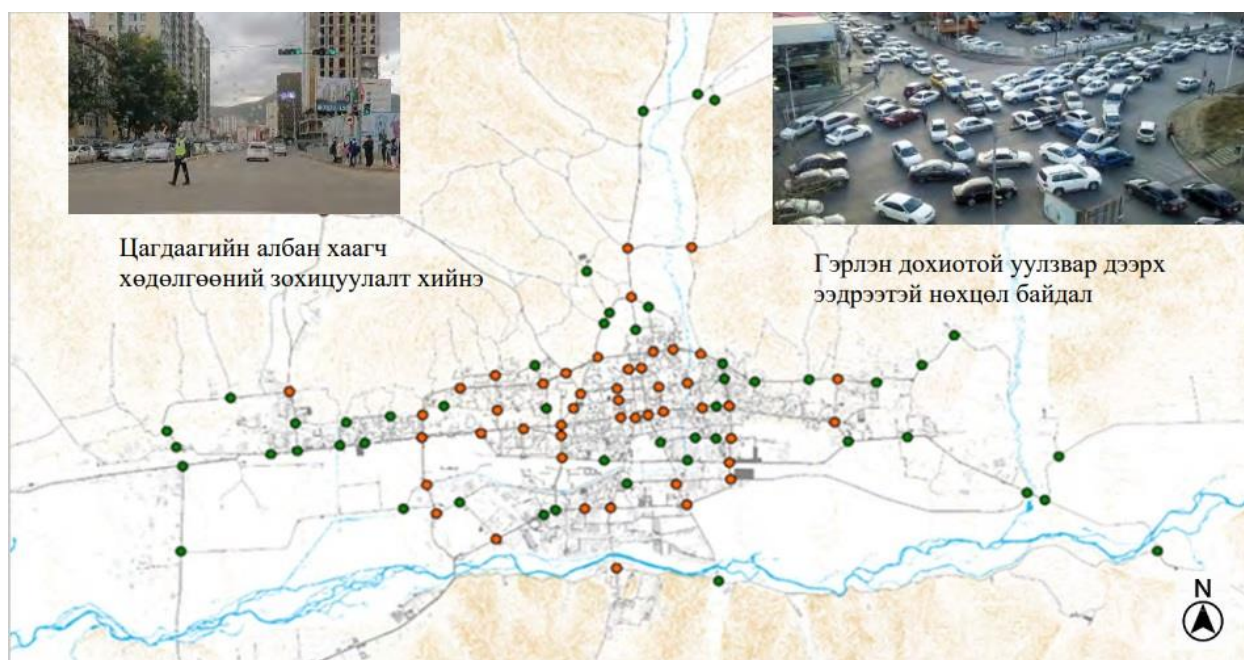 Цагдаагийн албан хаагч
хөдөлгөөний зохицуулалт хийнэ
Гэрлэн дохиотой уулзвар дээрх
ээдрээтэй нөхцөл байдал
N